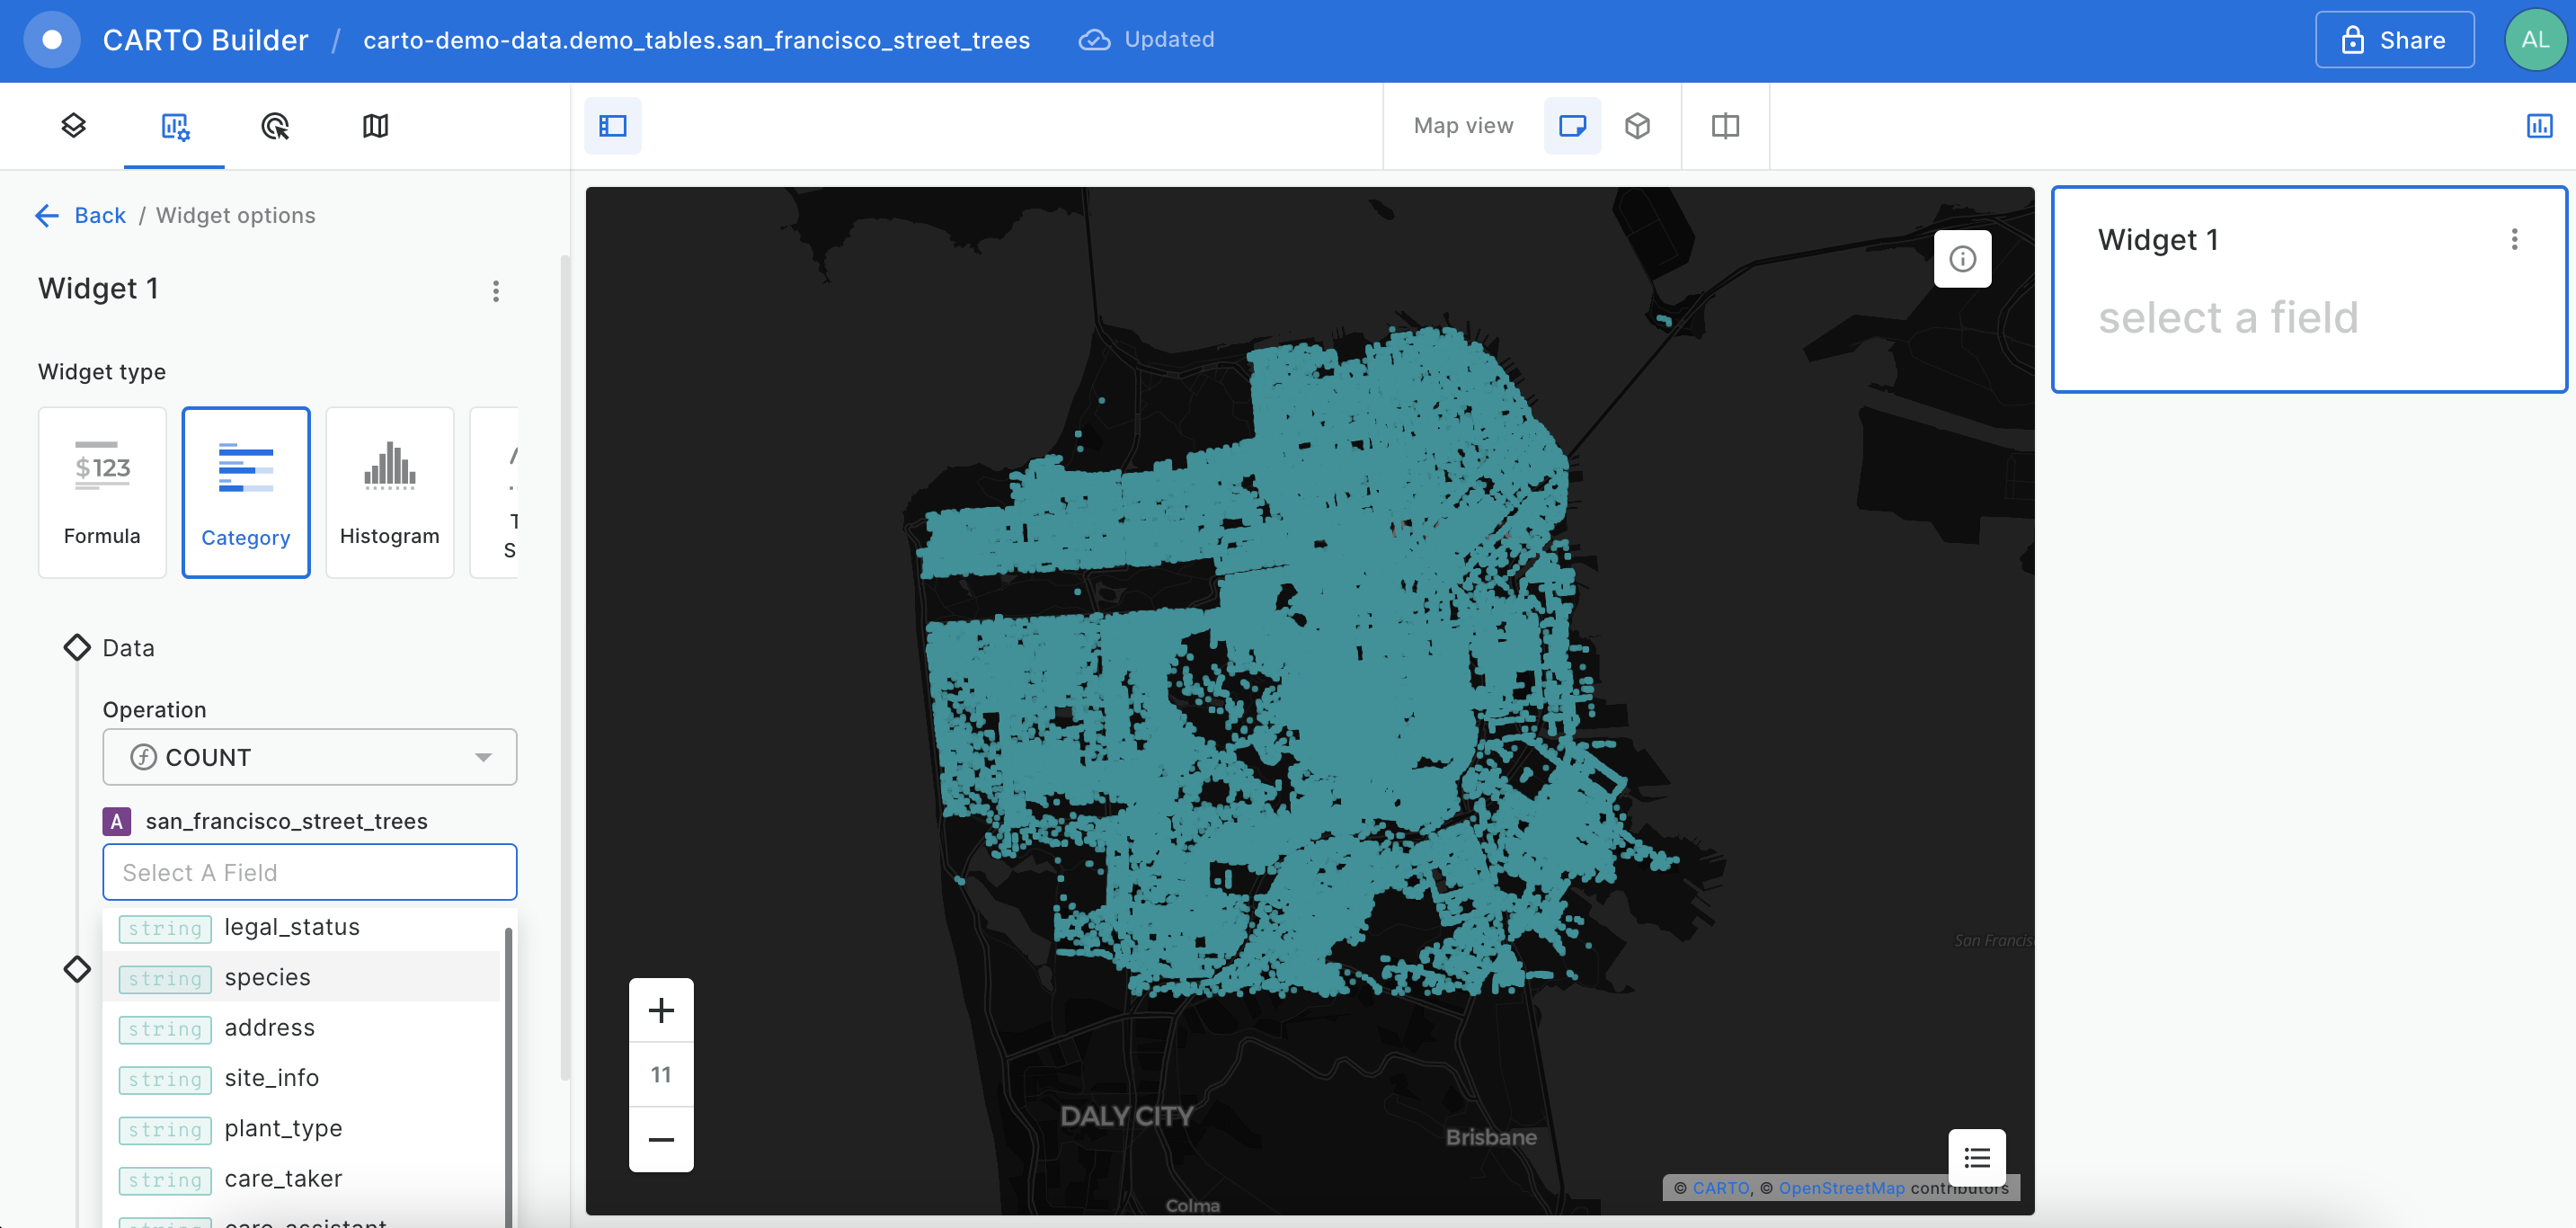 CARTO Builder / carto-demo-data.demo_tables.san_francisco_street_trees Updated Share AL
Map view
Back / Widget options
Widget 1
Widget type
$123
Formula
Category
Histogram
T
S
Data
Operation
COUNT
A san_francisco_street_trees
Select A Field
string legal_status
string species
string address
string site_info
string plant_type
string care_taker
string care_assistant
11
DALY CITY
Brisbane
Colma
San Francis
© CARTO, © OpenStreetMap contributors
Widget 1
select a field